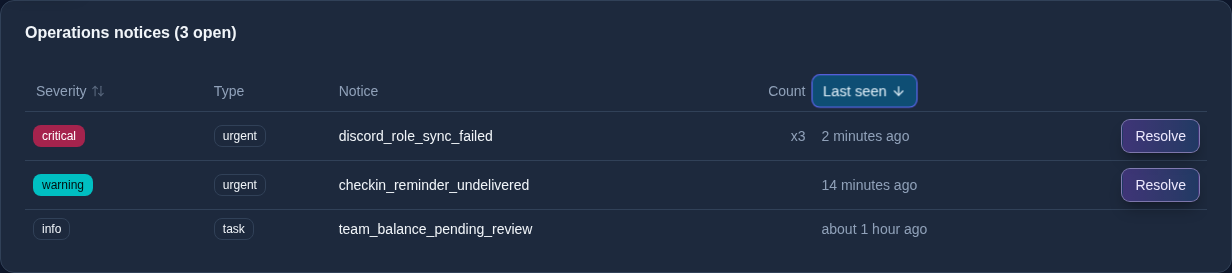 Operations notices (3 open)
Severity Type Notice Count Last seen
critical urgent discord_role_sync_failed x3 2 minutes ago Resolve
warning urgent checkin_reminder_undelivered 14 minutes ago Resolve
info task team_balance_pending_review about 1 hour ago